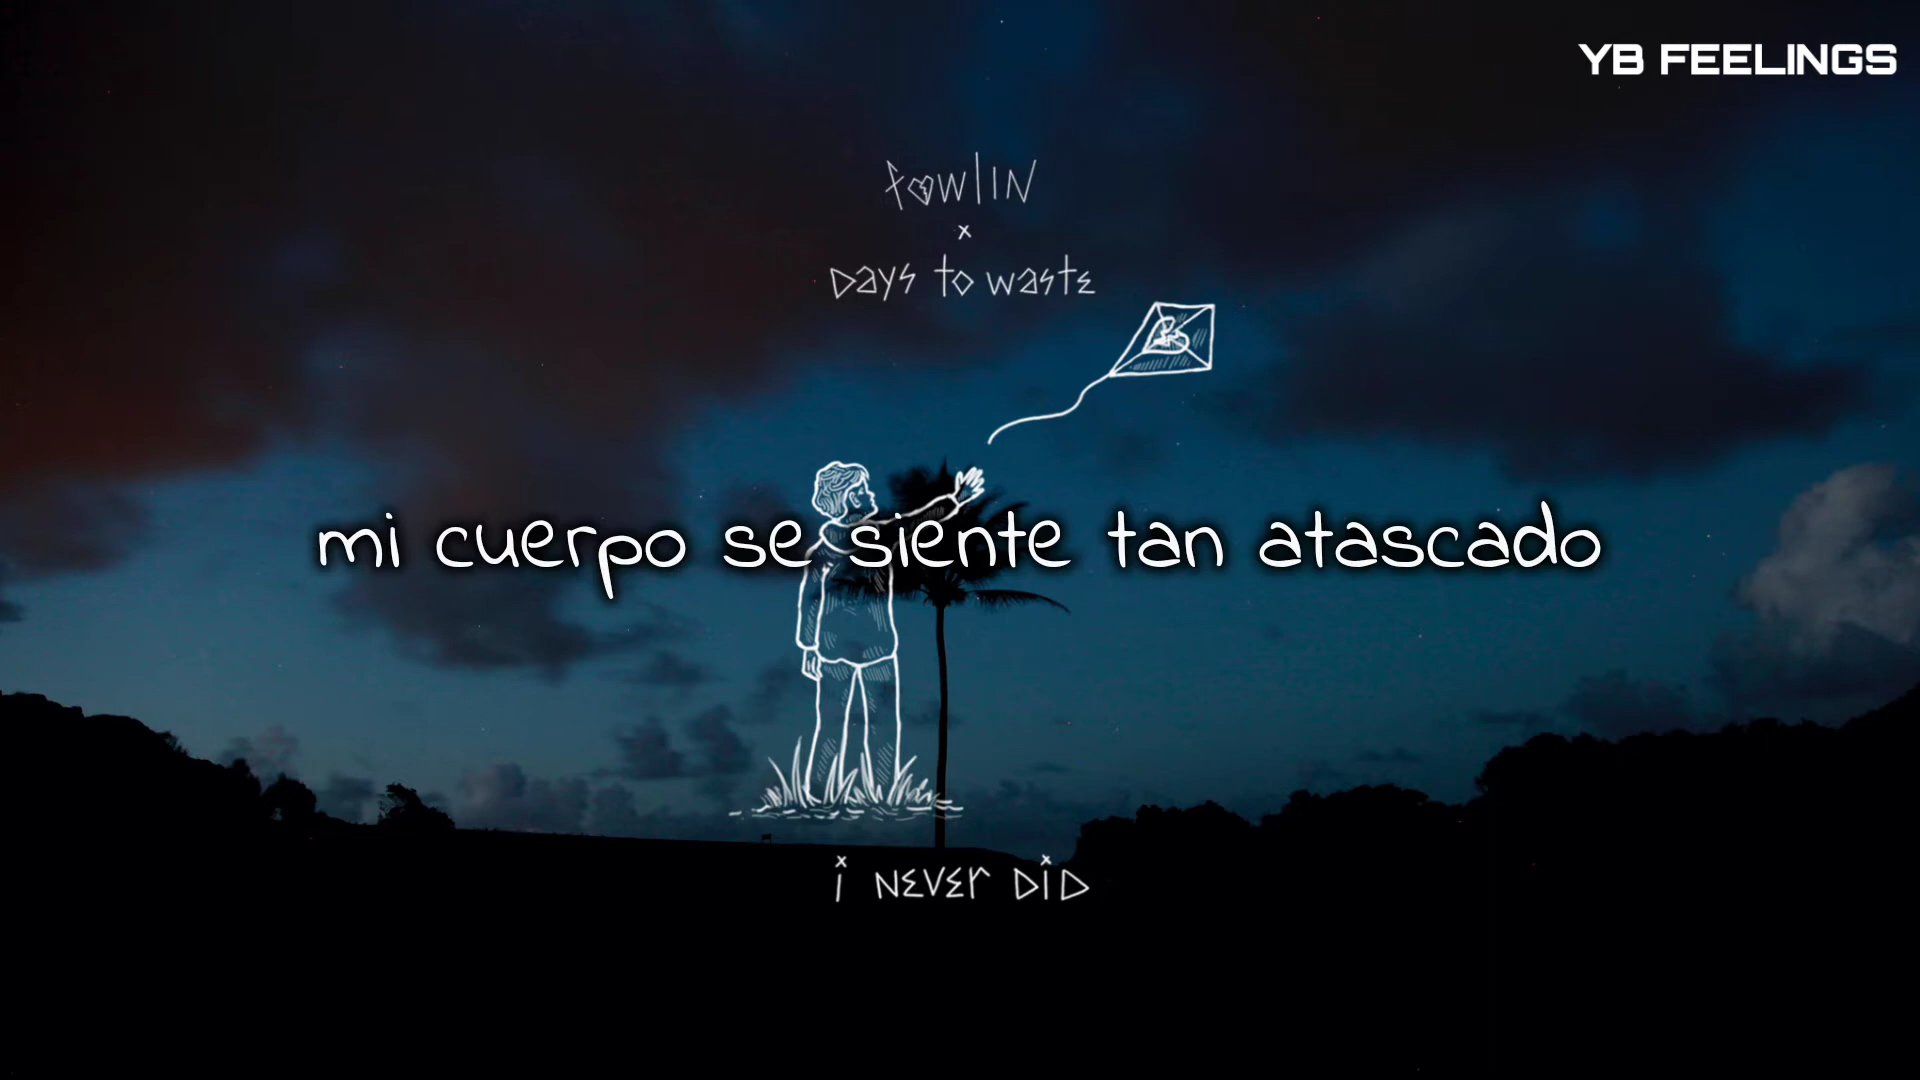 YB FEELINGS
fowlIN
x
Days to waste
mi cuerpo se siente tan atascado
i NEVEr DiD